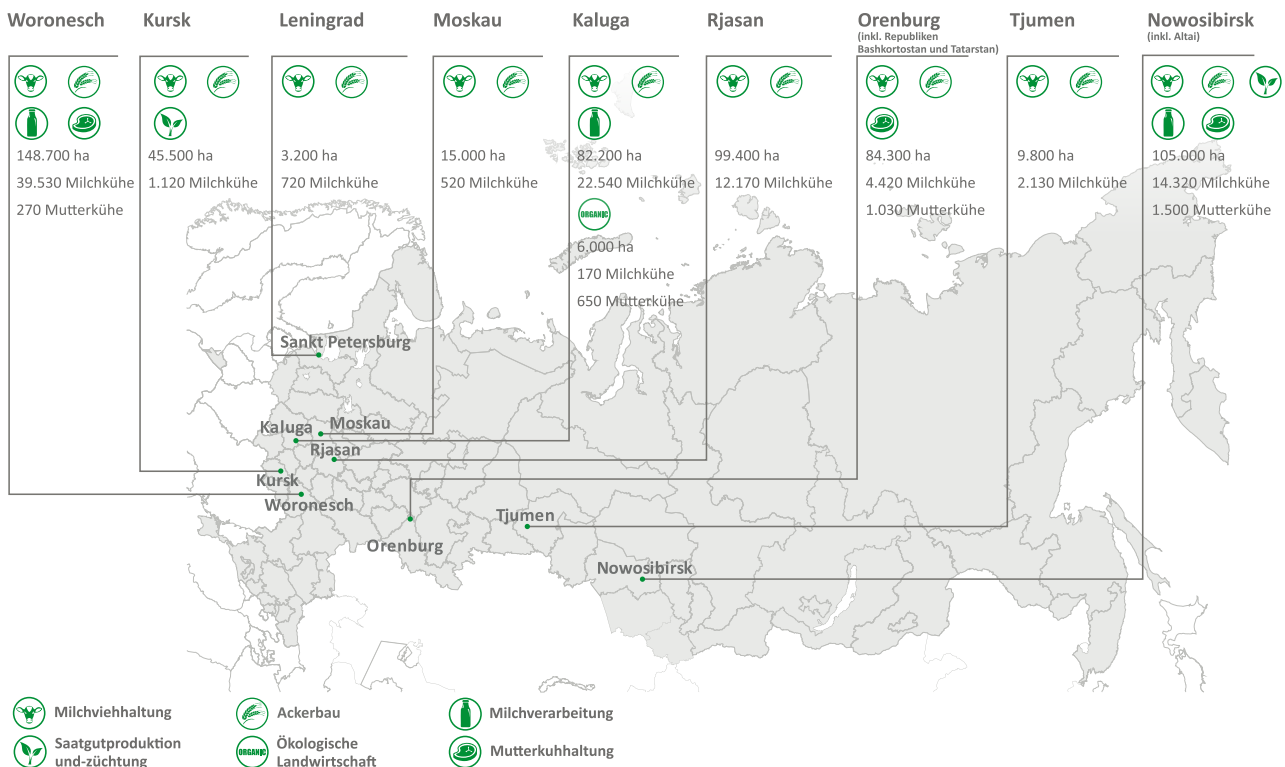 Woronesch
148.700 ha
39.530 Milchkühe
270 Mutterkühe
Kursk
45.500 ha
1.120 Milchkühe
Leningrad
3.200 ha
720 Milchkühe
Moskau
15.000 ha
520 Milchkühe
Kaluga
82.200 ha
22.540 Milchkühe
ORGANIC
6.000 ha
170 Milchkühe
650 Mutterkühe
Rjasan
99.400 ha
12.170 Milchkühe
Orenburg
(inkl. Republiken
Bashkortostan und Tatarstan)
84.300 ha
4.420 Milchkühe
1.030 Mutterkühe
Tjumen
9.800 ha
2.130 Milchkühe
Nowosibirsk
(inkl. Altai)
105.000 ha
14.320 Milchkühe
1.500 Mutterkühe
Sankt Petersburg
Moskau
Kaluga
Rjasan
Kursk
Woronesch
Orenburg
Tjumen
Nowosibirsk
Milchviehhaltung
Ackerbau
Milchverarbeitung
Saatgutproduktion
und-züchtung
ORGANIC
Ökologische
Landwirtschaft
Mutterkuhhaltung